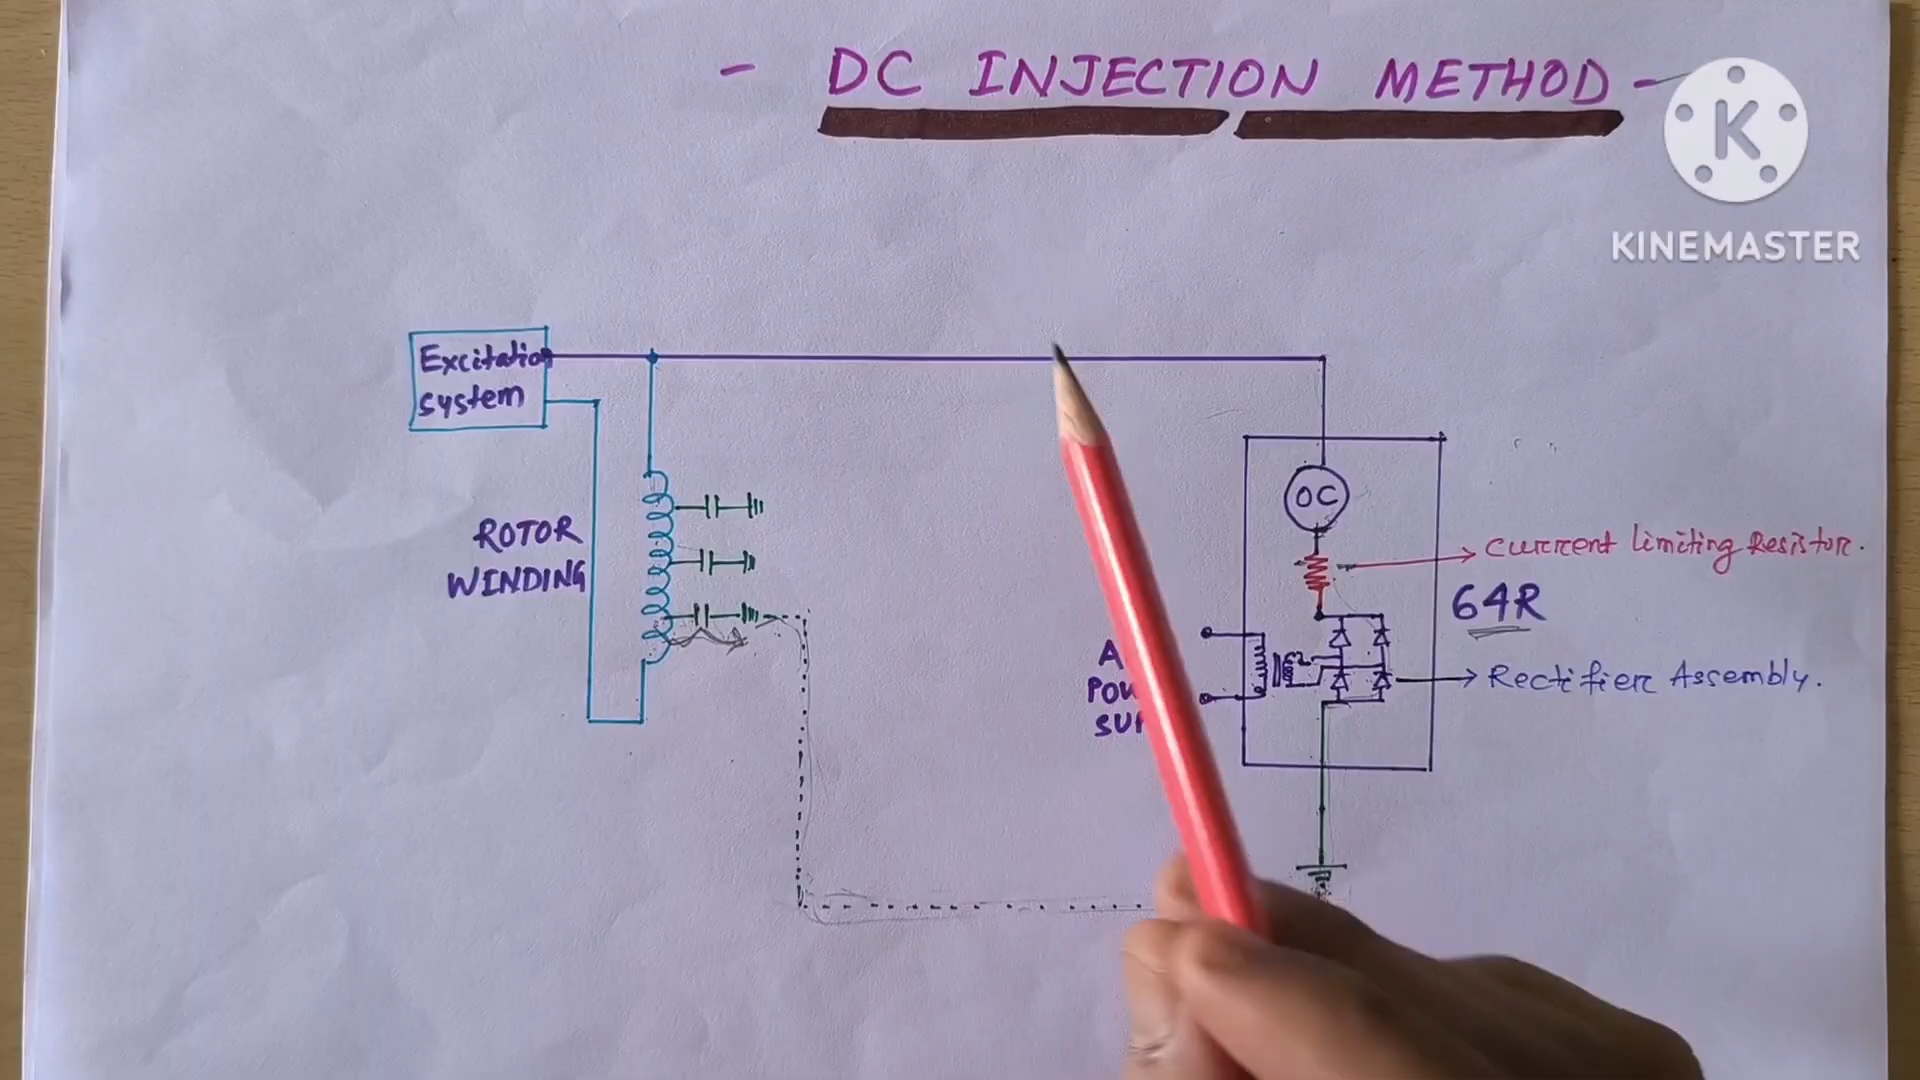 - DC INJECTION METHOD -
K
KINEMASTER
Excitation
system
OC
Current limiting Resistor.
ROTOR
WINDING
64R
Rectifier Assembly.